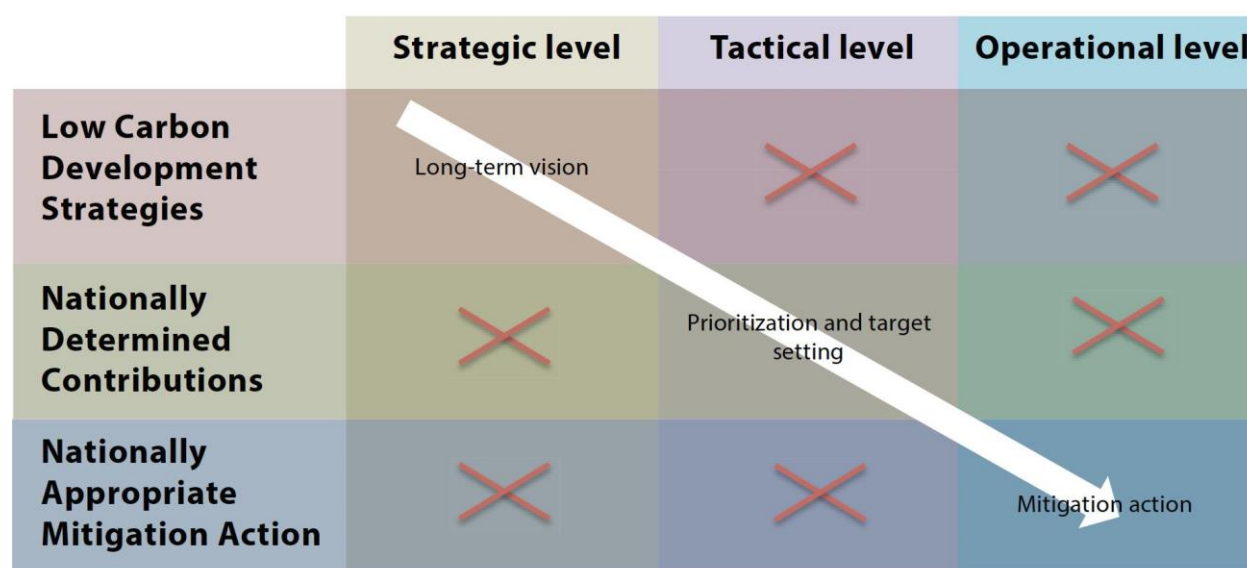 Strategic level
Tactical level
Operational level
Low Carbon
Development
Strategies
Long-term vision
Nationally
Determined
Contributions
Prioritization and target
setting
Nationally
Appropriate
Mitigation Action
Mitigation action